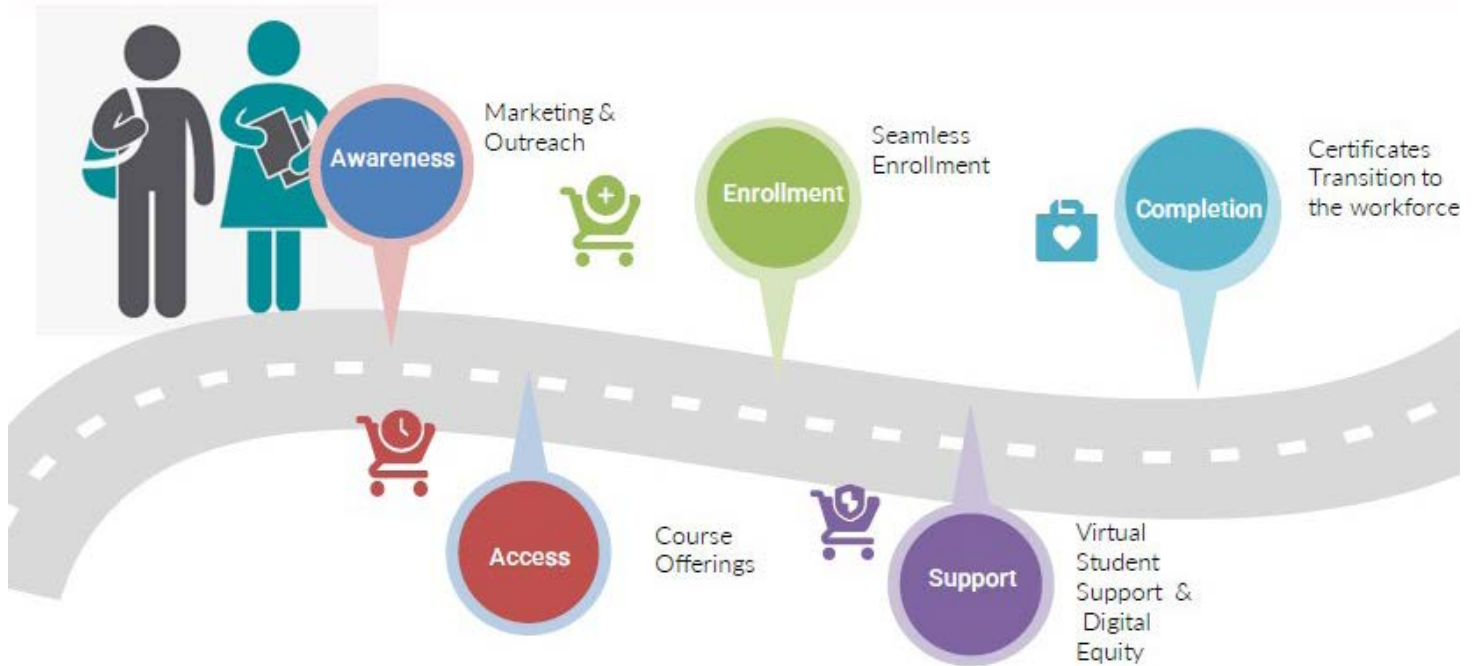 Awareness
Marketing &
Outreach
Access
Course
Offerings
Enrollment
Seamless
Enrollment
Support
Virtual
Student
Support &
Digital
Equity
Completion
Certificates
Transition to
the workforce